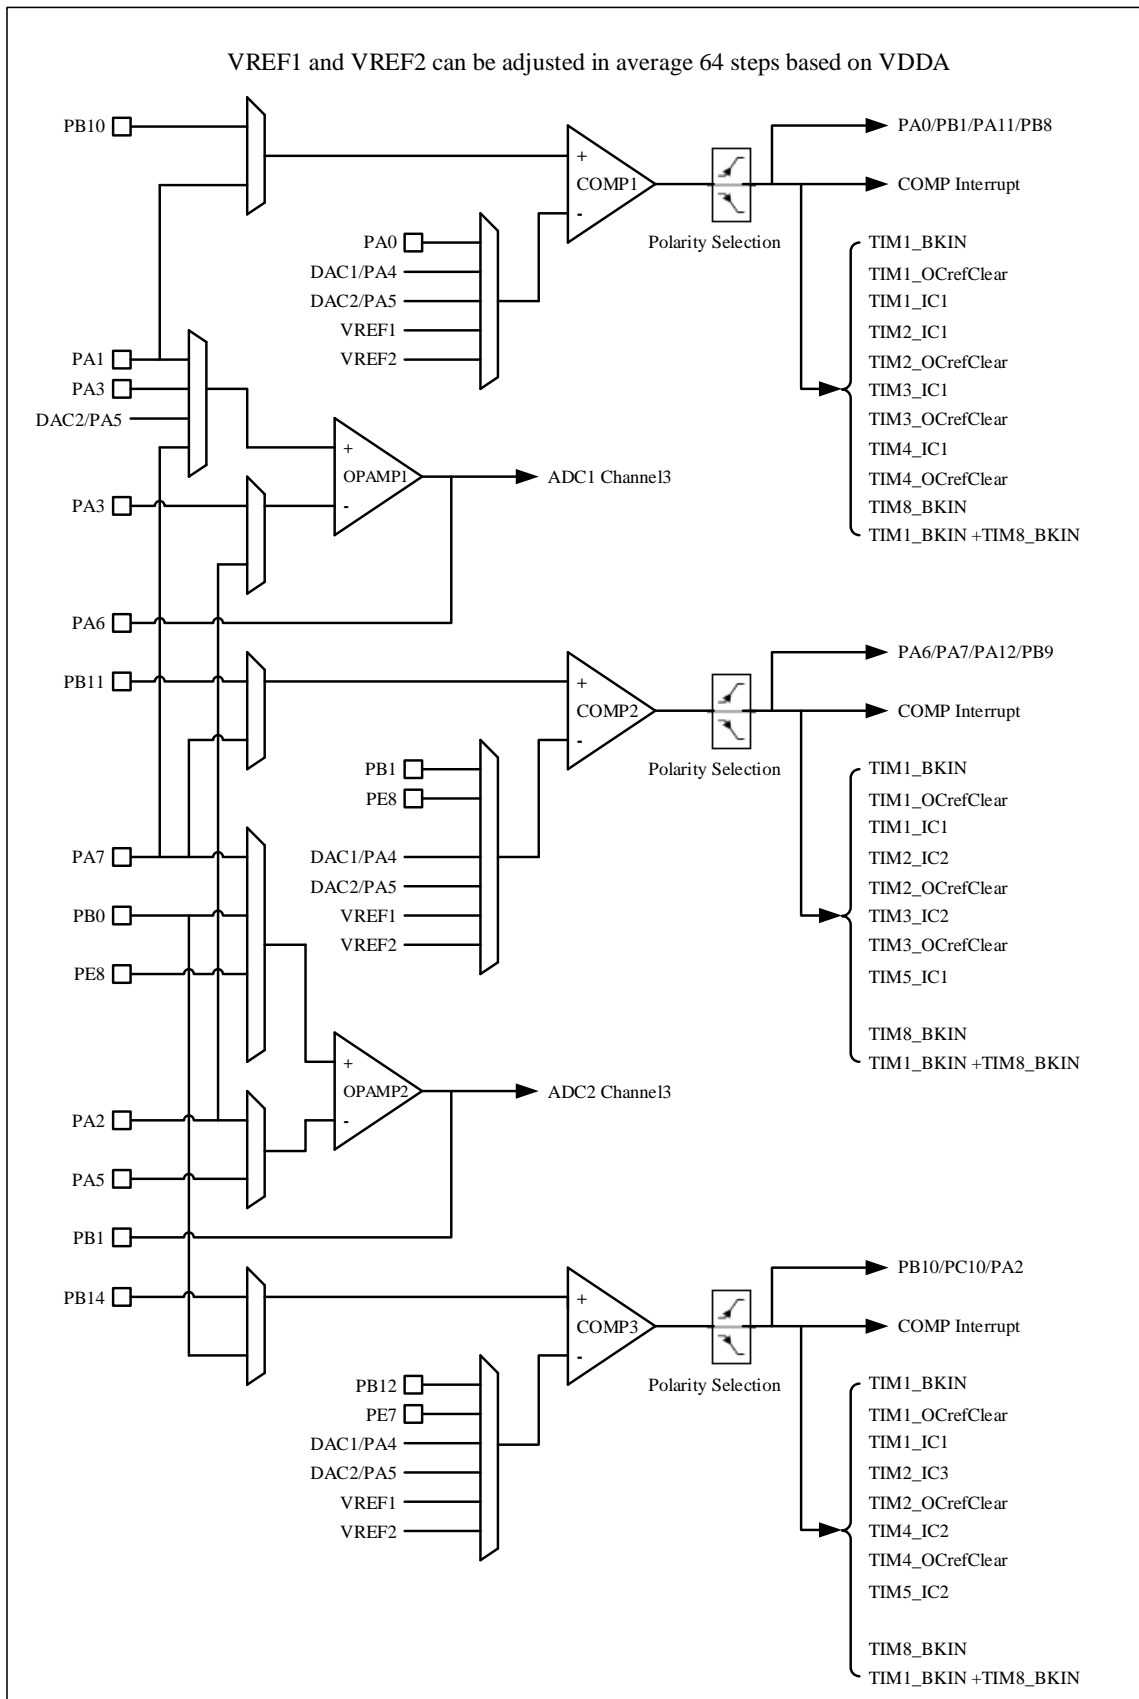 VREF1 and VREF2 can be adjusted in average 64 steps based on VDDA
PB10
+
COMP1
-
PA0/PB1/PA11/PB8
COMP Interrupt
Polarity Selection
PA0
DAC1/PA4
DAC2/PA5
VREF1
VREF2
TIM1_BKIN
TIM1_OCrefClear
TIM1_IC1
TIM2_IC1
TIM2_OCrefClear
TIM3_IC1
TIM3_OCrefClear
TIM4_IC1
TIM4_OCrefClear
TIM8_BKIN
TIM1_BKIN +TIM8_BKIN
PA1
PA3
DAC2/PA5
PA3
+
OPAMP1
-
ADC1 Channel3
PA6
PB11
+
COMP2
-
PA6/PA7/PA12/PB9
COMP Interrupt
Polarity Selection
PB1
PE8
DAC1/PA4
DAC2/PA5
VREF1
VREF2
TIM1_BKIN
TIM1_OCrefClear
TIM1_IC1
TIM2_IC2
TIM2_OCrefClear
TIM3_IC2
TIM3_OCrefClear
TIM5_IC1
TIM8_BKIN
TIM1_BKIN +TIM8_BKIN
PA7
PB0
PE8
PA2
PA5
+
OPAMP2
-
ADC2 Channel3
PB1
PB14
+
COMP3
-
PB10/PC10/PA2
COMP Interrupt
Polarity Selection
PB12
PE7
DAC1/PA4
DAC2/PA5
VREF1
VREF2
TIM1_BKIN
TIM1_OCrefClear
TIM1_IC1
TIM2_IC3
TIM2_OCrefClear
TIM4_IC2
TIM4_OCrefClear
TIM5_IC2
TIM8_BKIN
TIM1_BKIN +TIM8_BKIN